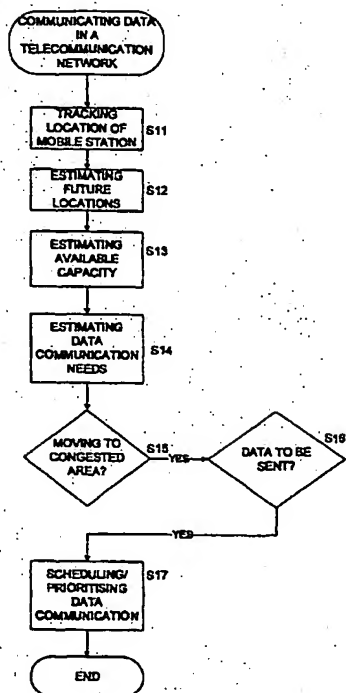 COMMUNICATING DATA
IN A
TELECOMMUNICATION
NETWORK
TRACKING
LOCATION OF
MOBILE STATION
S11
ESTIMATING
FUTURE
LOCATIONS
S12
ESTIMATING
AVAILABLE
CAPACITY
S13
ESTIMATING
DATA
COMMUNICATION
NEEDS
S14
MOVING TO
CONGESTED
AREA?
S15
YES
DATA TO BE
SENT?
S16
YES
SCHEDULING/
PRIORITISING
DATA
COMMUNICATION
S17
END